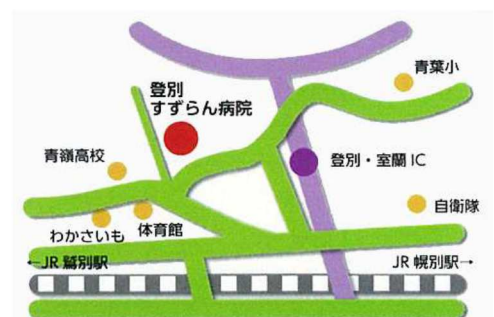 青葉小
登別
すずらん病院
青嶺高校
登別・室蘭 IC
自衛隊
わかさいも
体育館
←JR 鷲別駅
JR 幌別駅→